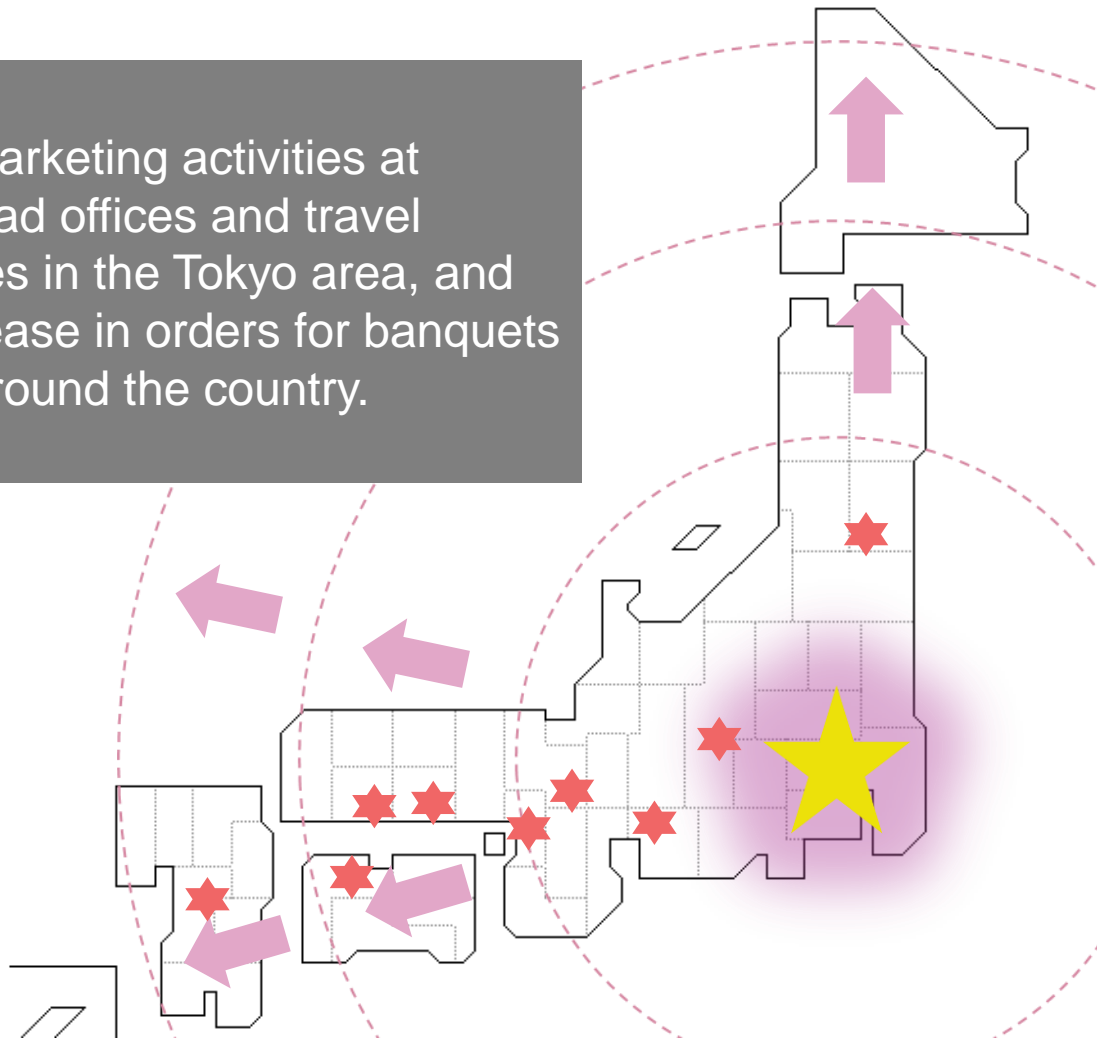 arketing activities at
ad offices and travel
es in the Tokyo area, and
ease in orders for banquets
round the country.